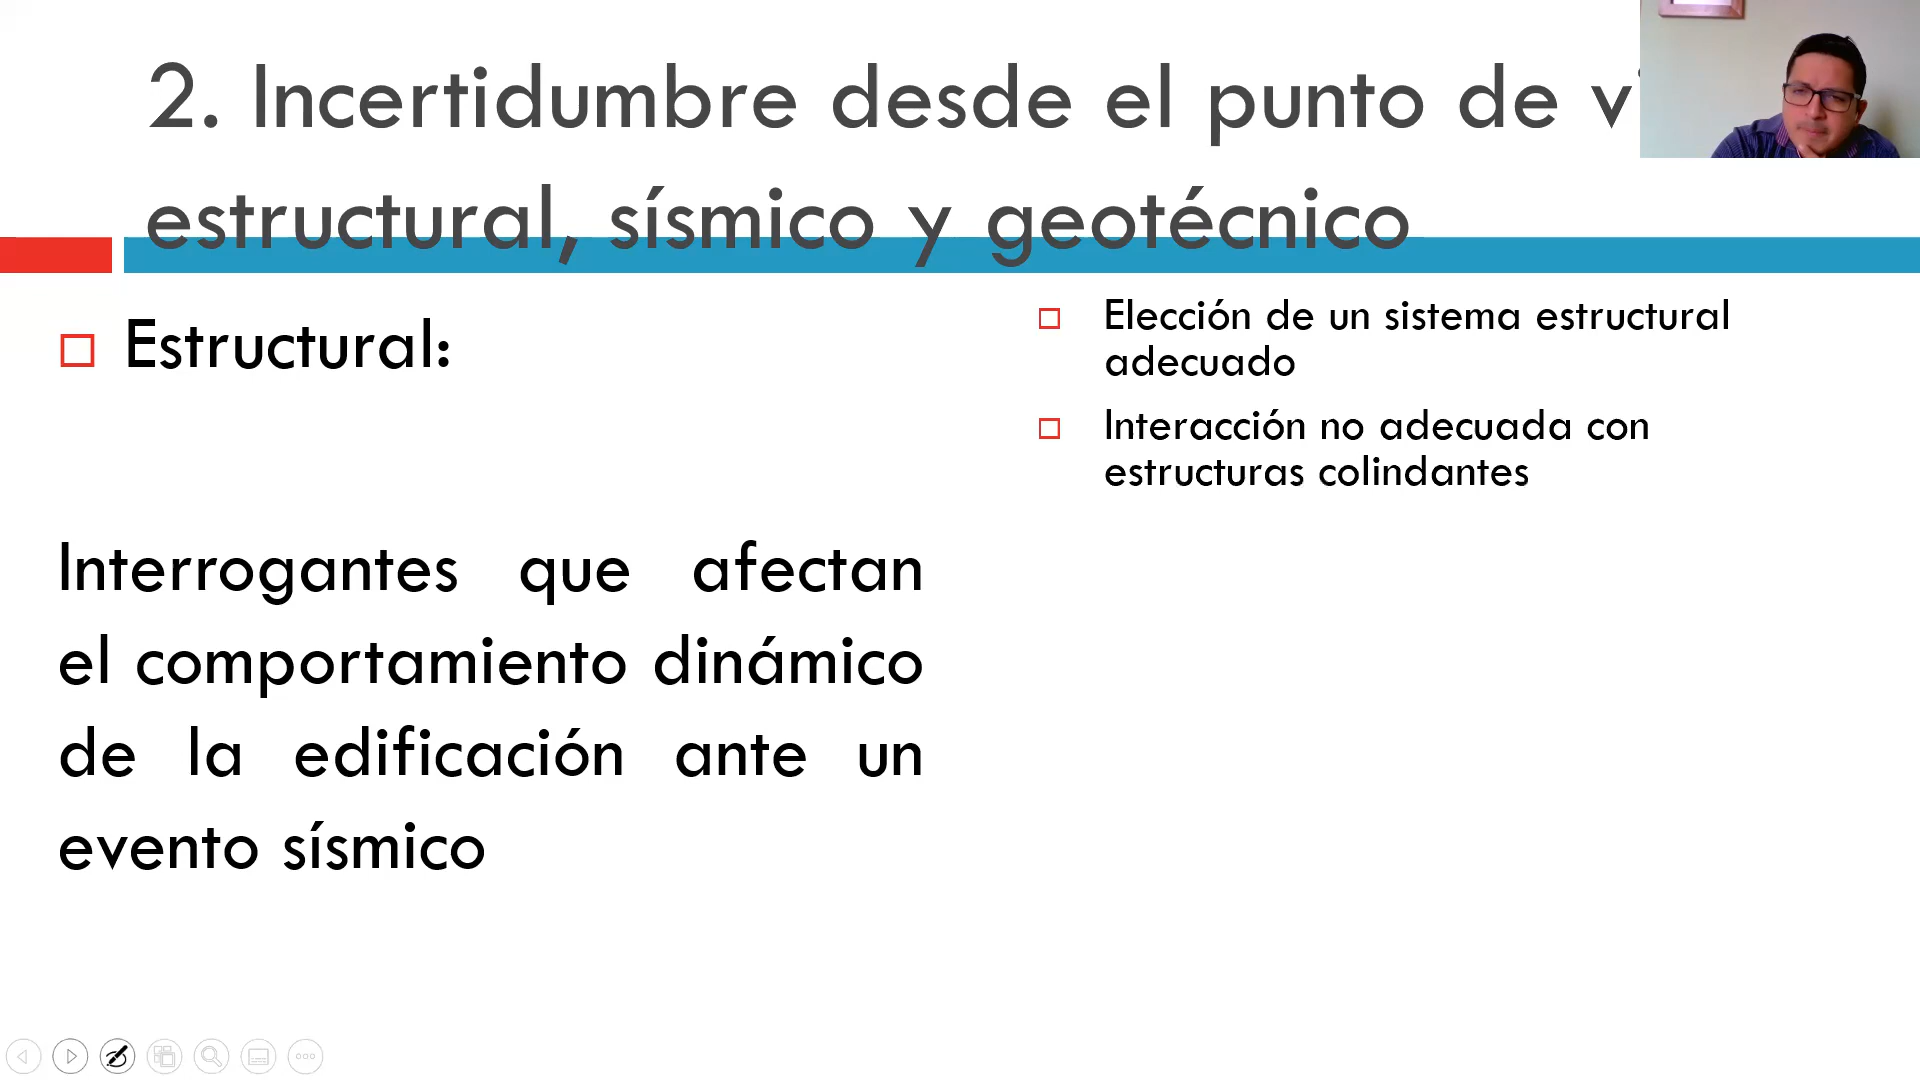 2. Incertidumbre desde el punto de
estructural, sísmico y geotécnico
Estructural:
Interrogantes que afectan
el comportamiento dinámico
de la edificación ante un
evento sísmico
Elección de un sistema estructural
adecuado
Interacción no adecuada con
estructuras colindantes